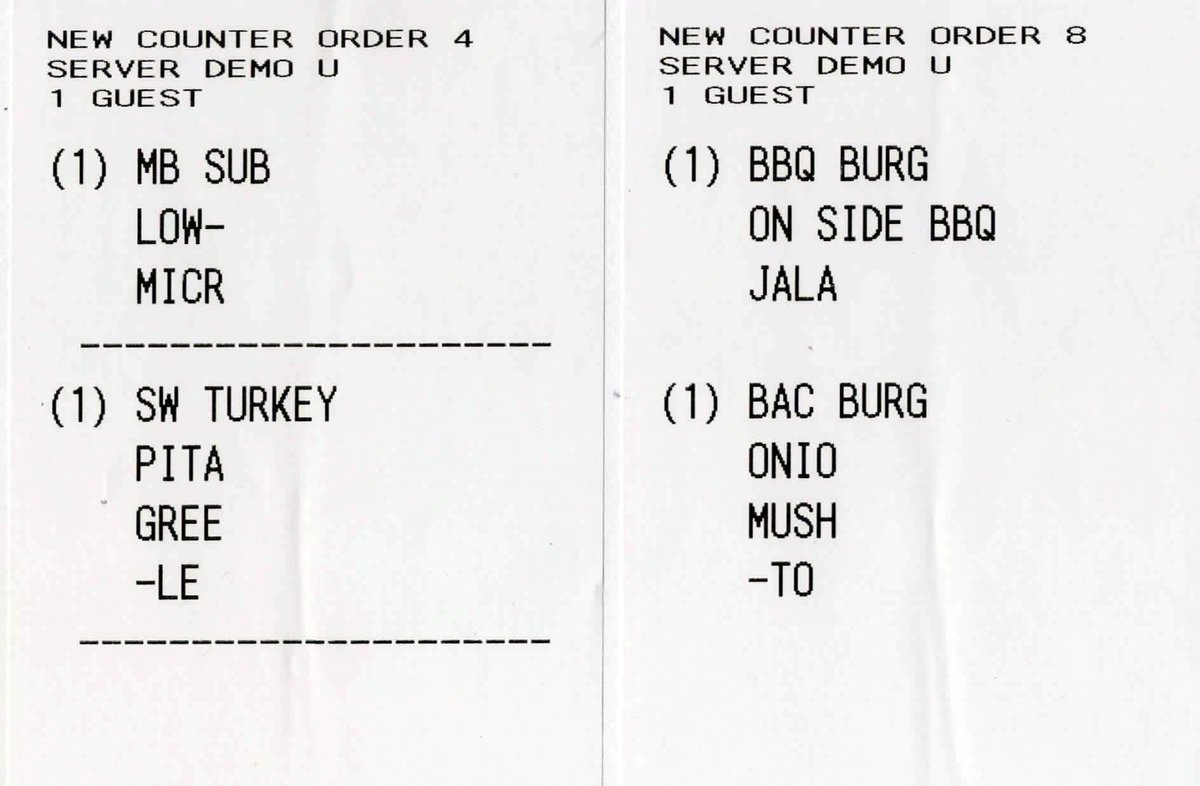 NEW COUNTER ORDER 4
SERVER DEMO U
1 GUEST
(1) MB SUB
LOW-
MICR
----------------------
(1) SW TURKEY
PITA
GREE
-LE
----------------------
NEW COUNTER ORDER 8
SERVER DEMO U
1 GUEST
(1) BBQ BURG
ON SIDE BBQ
JALA
(1) BAC BURG
ONIO
MUSH
-TO